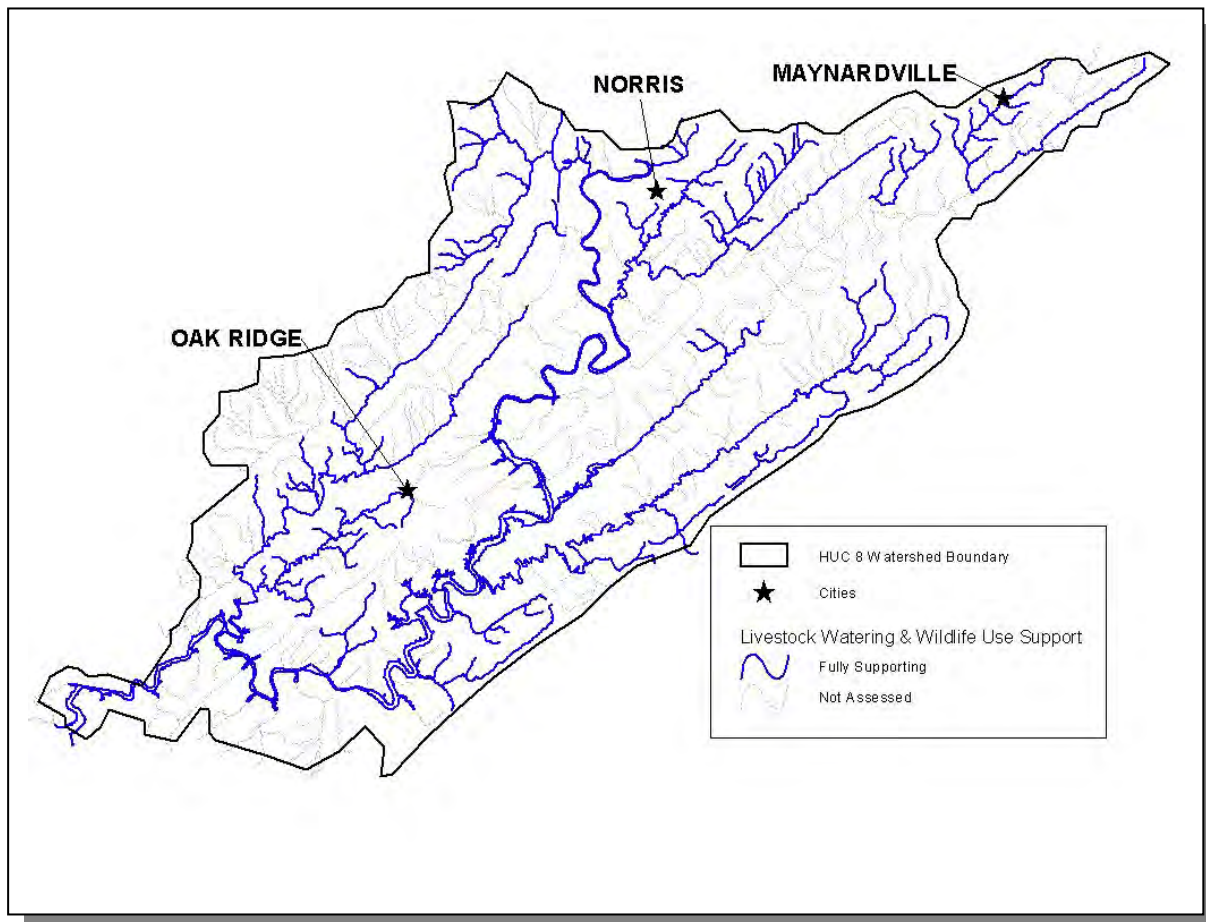 MAYNARDVILLE
NORRIS
OAK RIDGE
HUC 8 Watershed Boundary
Cities
Livestock Watering & Wildlife Use Support
Fully Supporting
Not Assessed